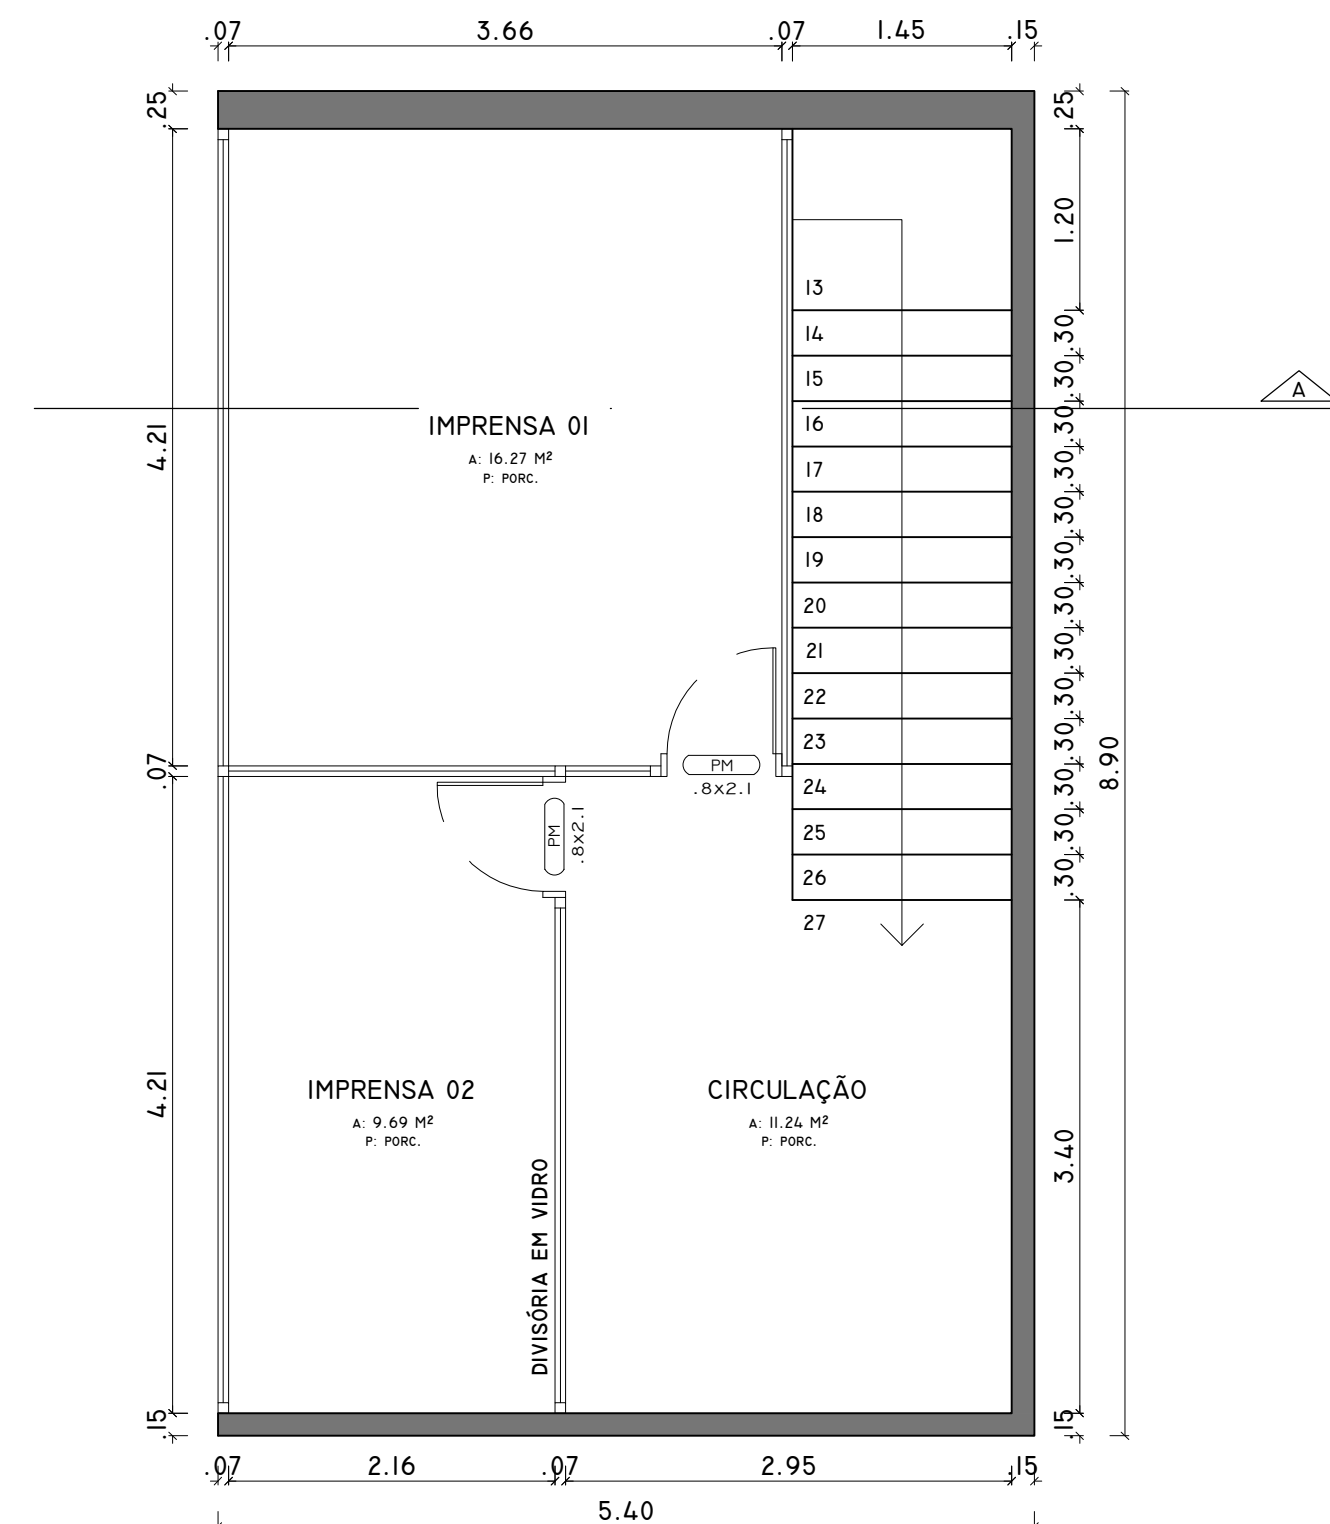 .07 3.66 .07 1.45 .15
.25
4.21
.07
4.21
.15
.25
1.20
.30
.30
.30
.30
.30
.30
.30
.30
.30
.30
.30
.30
.30
3.40
.15
8.90
A
13
14
15
16
17
18
19
20
21
22
23
24
25
26
27
IMPRENSA 01
A: 16.27 M²
P: PORC.
PM
.8x2.1
PM
.8x2.1
IMPRENSA 02
A: 9.69 M²
P: PORC.
DIVISÓRIA EM VIDRO
CIRCULAÇÃO
A: 11.24 M²
P: PORC.
.07 2.16 .07 2.95 .15
5.40